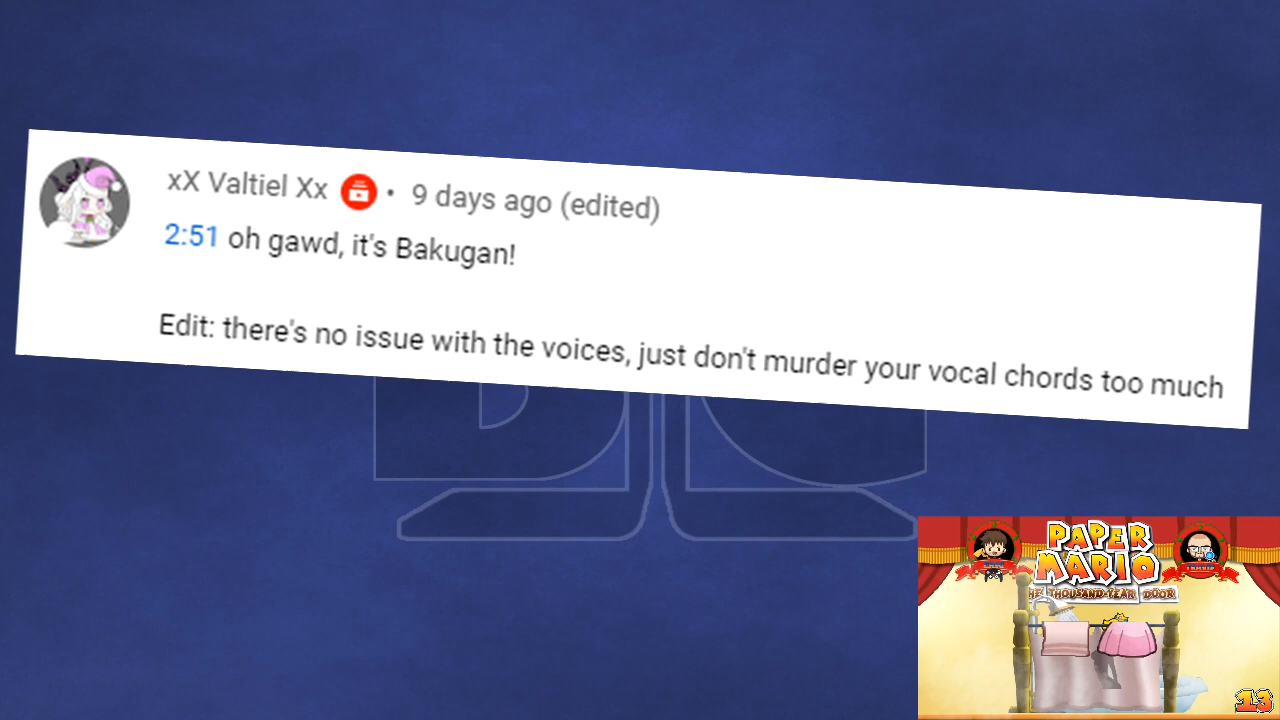 xX Valtiel Xx • 9 days ago (edited)
2:51 oh gawd, it's Bakugan!
Edit: there's no issue with the voices, just don't murder your vocal chords too much
PAPER
MARIO
THE THOUSAND-YEAR DOOR
13